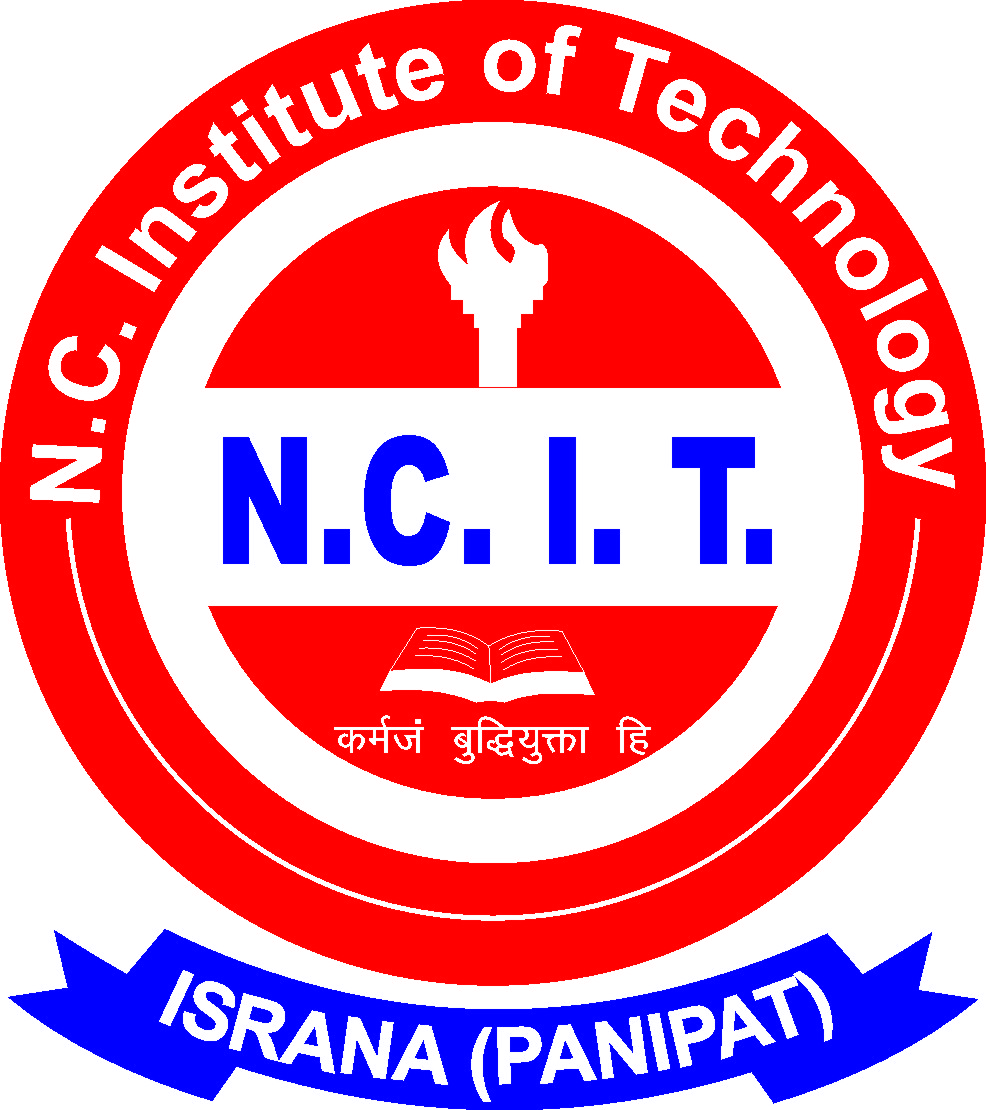 N.C. Institute of Technology
N.C. I. T.
कर्मजं बुद्धियुक्ता हि
ISRANA (PANIPAT)